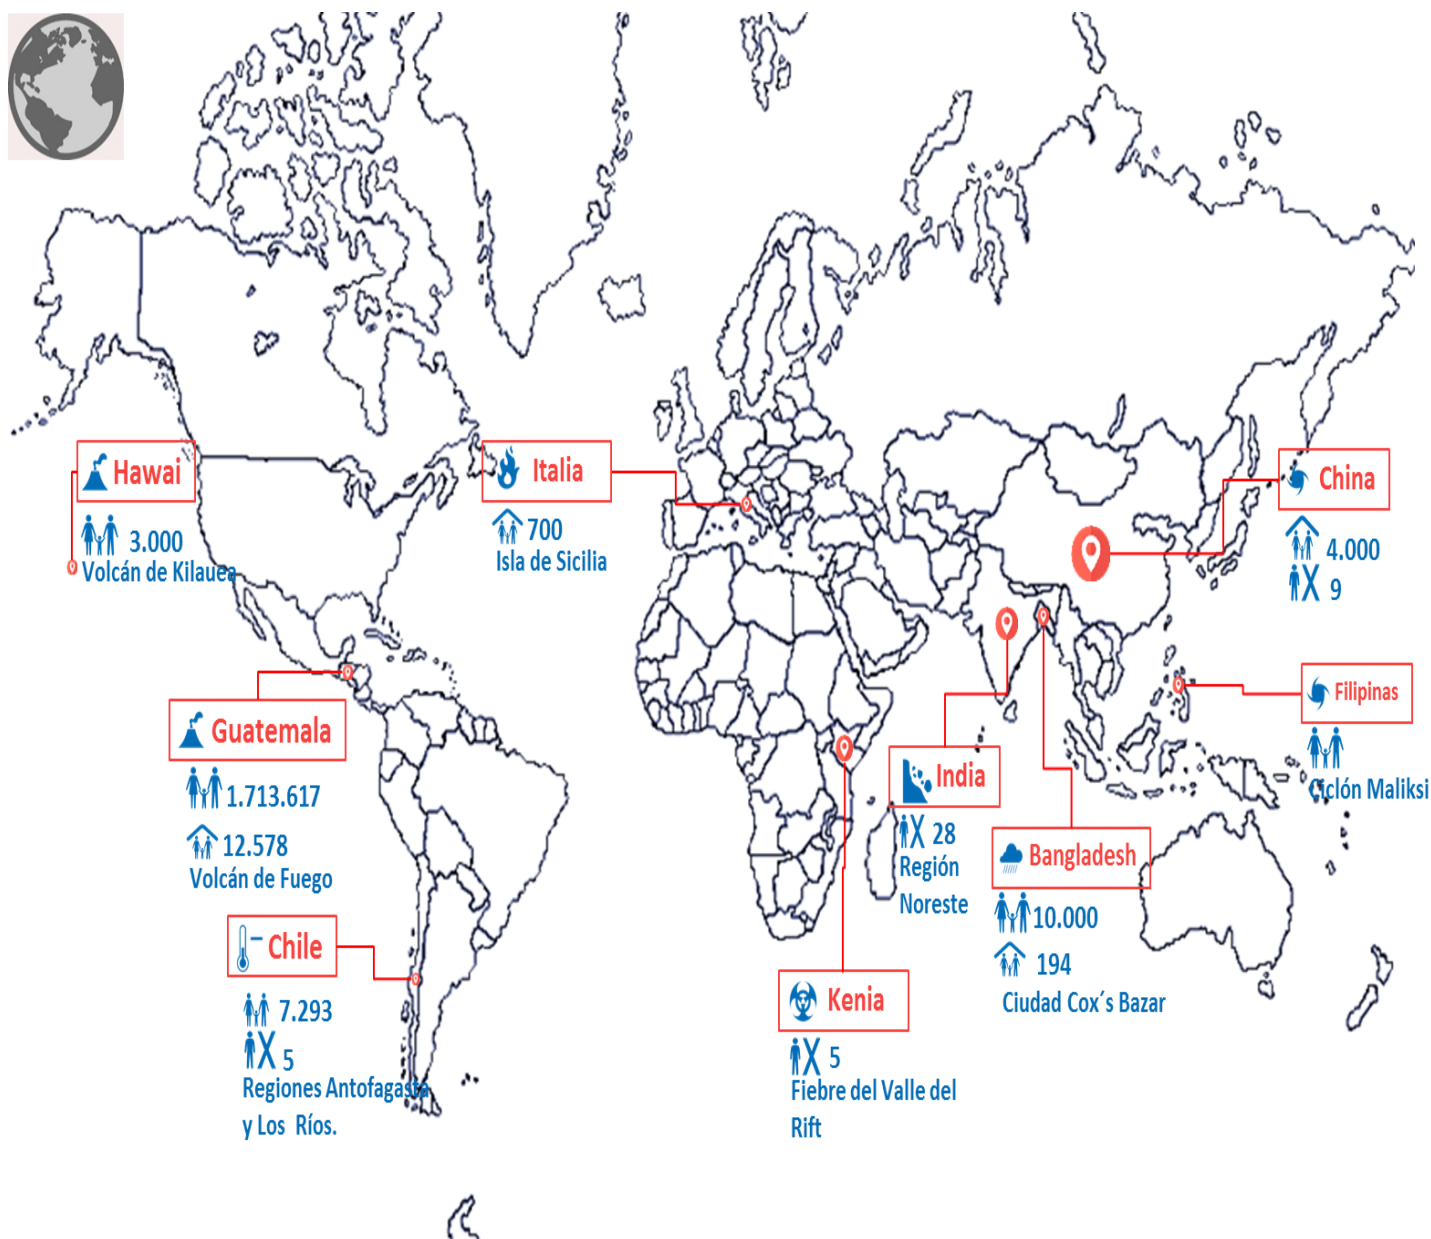 Hawai
3.000
Volcán de Kilauea
Italia
700
Isla de Sicilia
China
4.000
9
Filipinas
Ciclón Maliksi
Guatemala
1.713.617
12.578
Volcán de Fuego
India
28
Región
Noreste
Bangladesh
10.000
194
Ciudad Cox´s Bazar
Chile
7.293
5
Regiones Antofagasta
y Los Ríos.
Kenia
5
Fiebre del Valle del
Rift